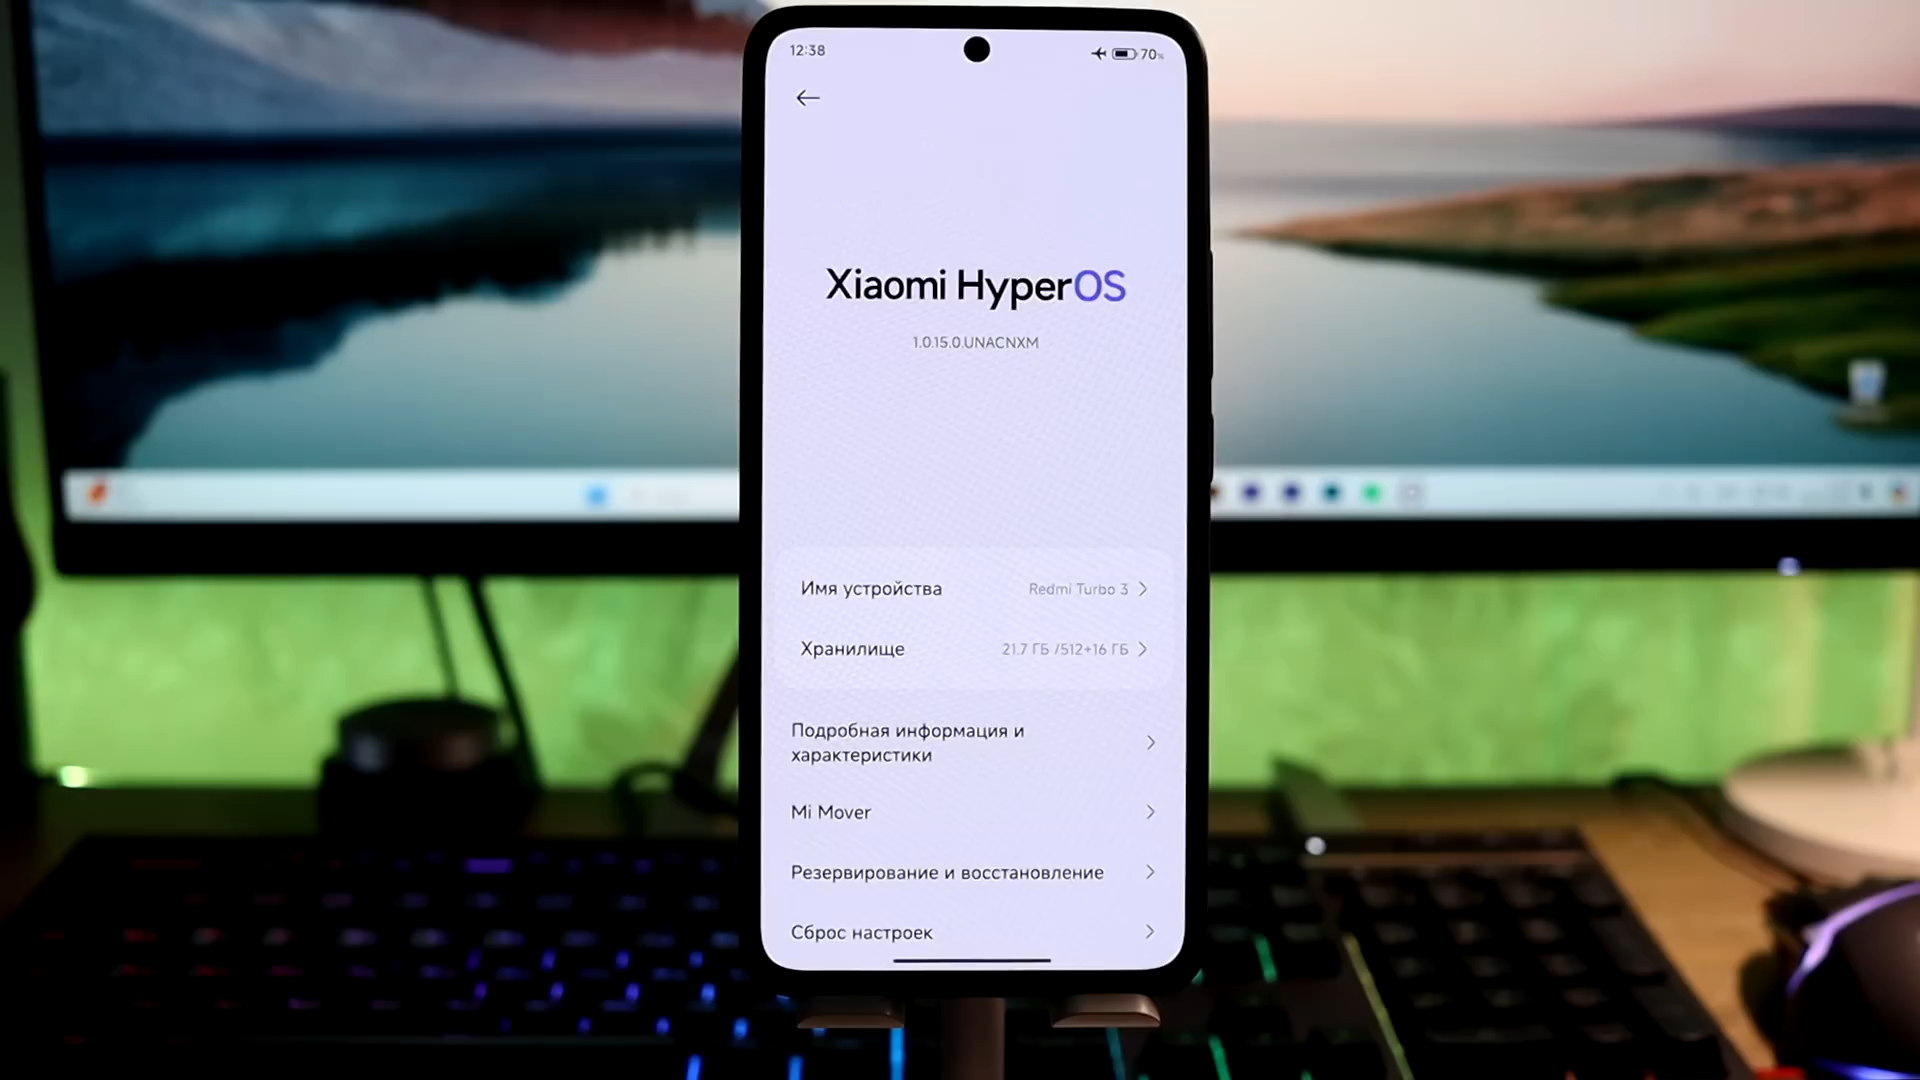 12:38
70%
Xiaomi HyperOS
1.0.15.0.UNACNXM
Имя устройства
Redmi Turbo 3
Хранилище
21.7 ГБ /512+16 ГБ
Подробная информация и
характеристики
Mi Mover
Резервирование и восстановление
Сброс настроек